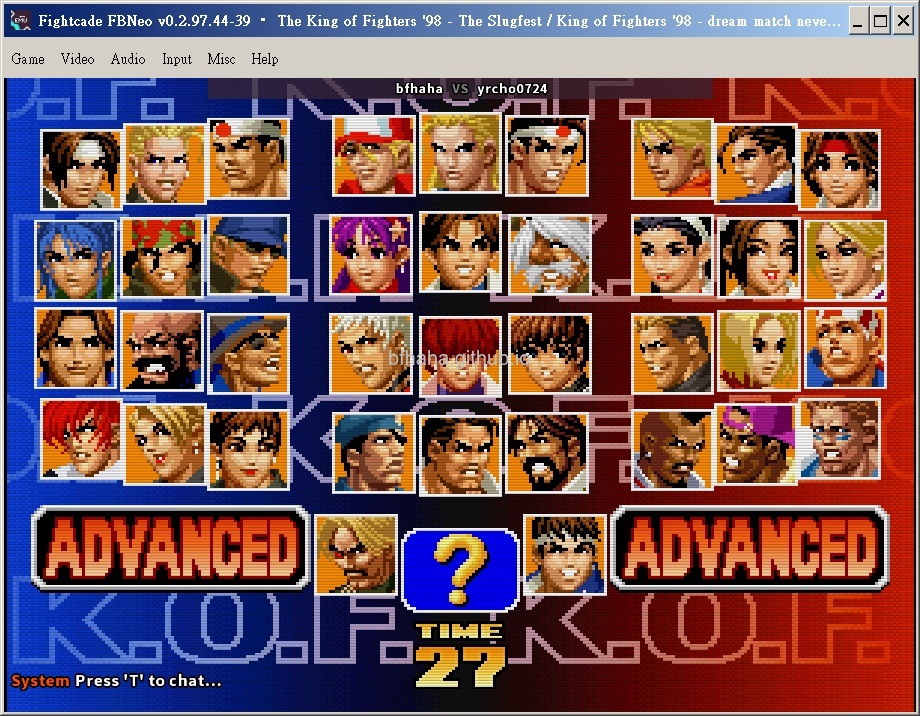 Fightcade FBNeo v0.2.97.44-39 • The King of Fighters '98 - The Slugfest / King of Fighters '98 - dream match neve...
Game Video Audio Input Misc Help
bfhaha VS yrcho0724
bfhaha.github.io
ADVANCED ? ADVANCED
TIME
27
K.O.F. K.O.F.
System Press 'T' to chat...